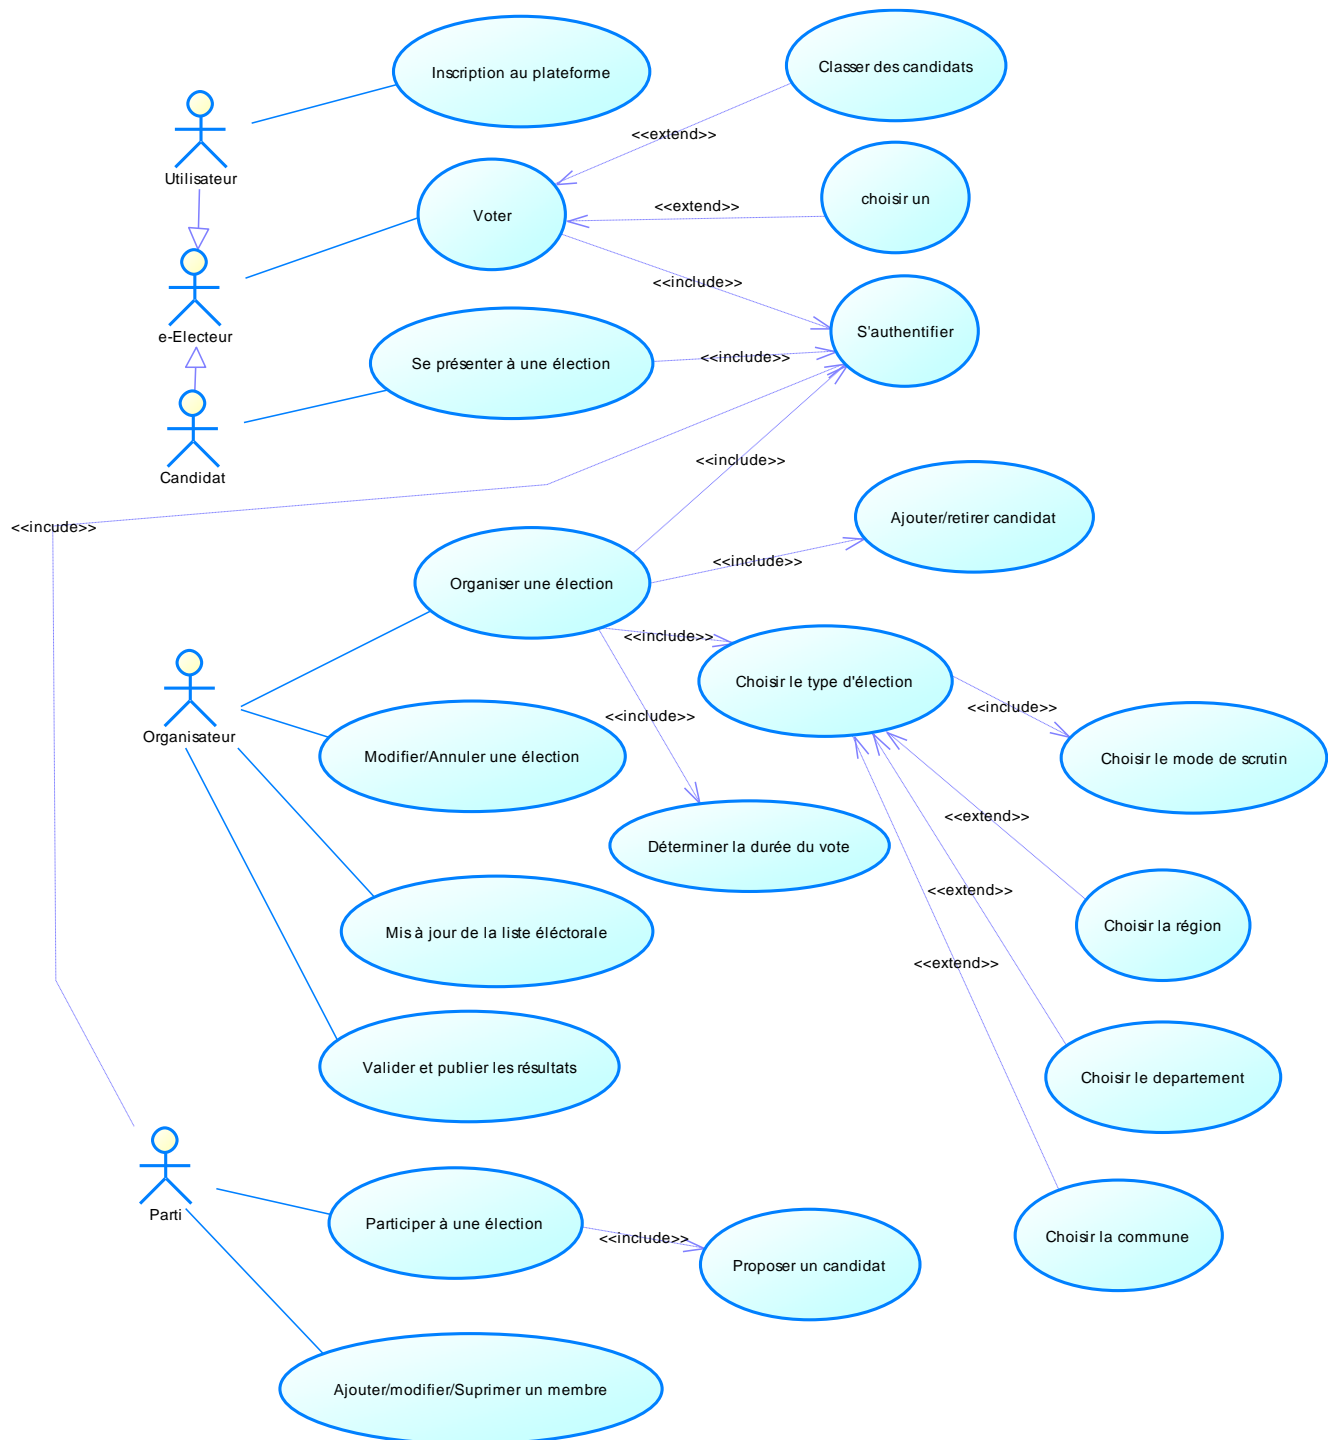 Inscription au plateforme
Classer des candidats
<<extend>>
Utilisateur
choisir un
<<extend>>
Voter
<<include>>
e-Electeur
S'authentifier
Se présenter à une élection
<<include>>
Candidat
<<include>>
<<incude>>
Ajouter/retirer candidat
<<include>>
Organiser une élection
<<include>>
Choisir le type d'élection
<<include>>
<<include>>
Organisateur
Modifier/Annuler une élection
Choisir le mode de scrutin
<<extend>>
Déterminer la durée du vote
<<extend>>
Choisir la région
Mis à jour de la liste éléctorale
<<extend>>
Valider et publier les résultats
Choisir le departement
Parti
Participer à une élection
<<include>>
Choisir la commune
Proposer un candidat
Ajouter/modifier/Suprimer un membre